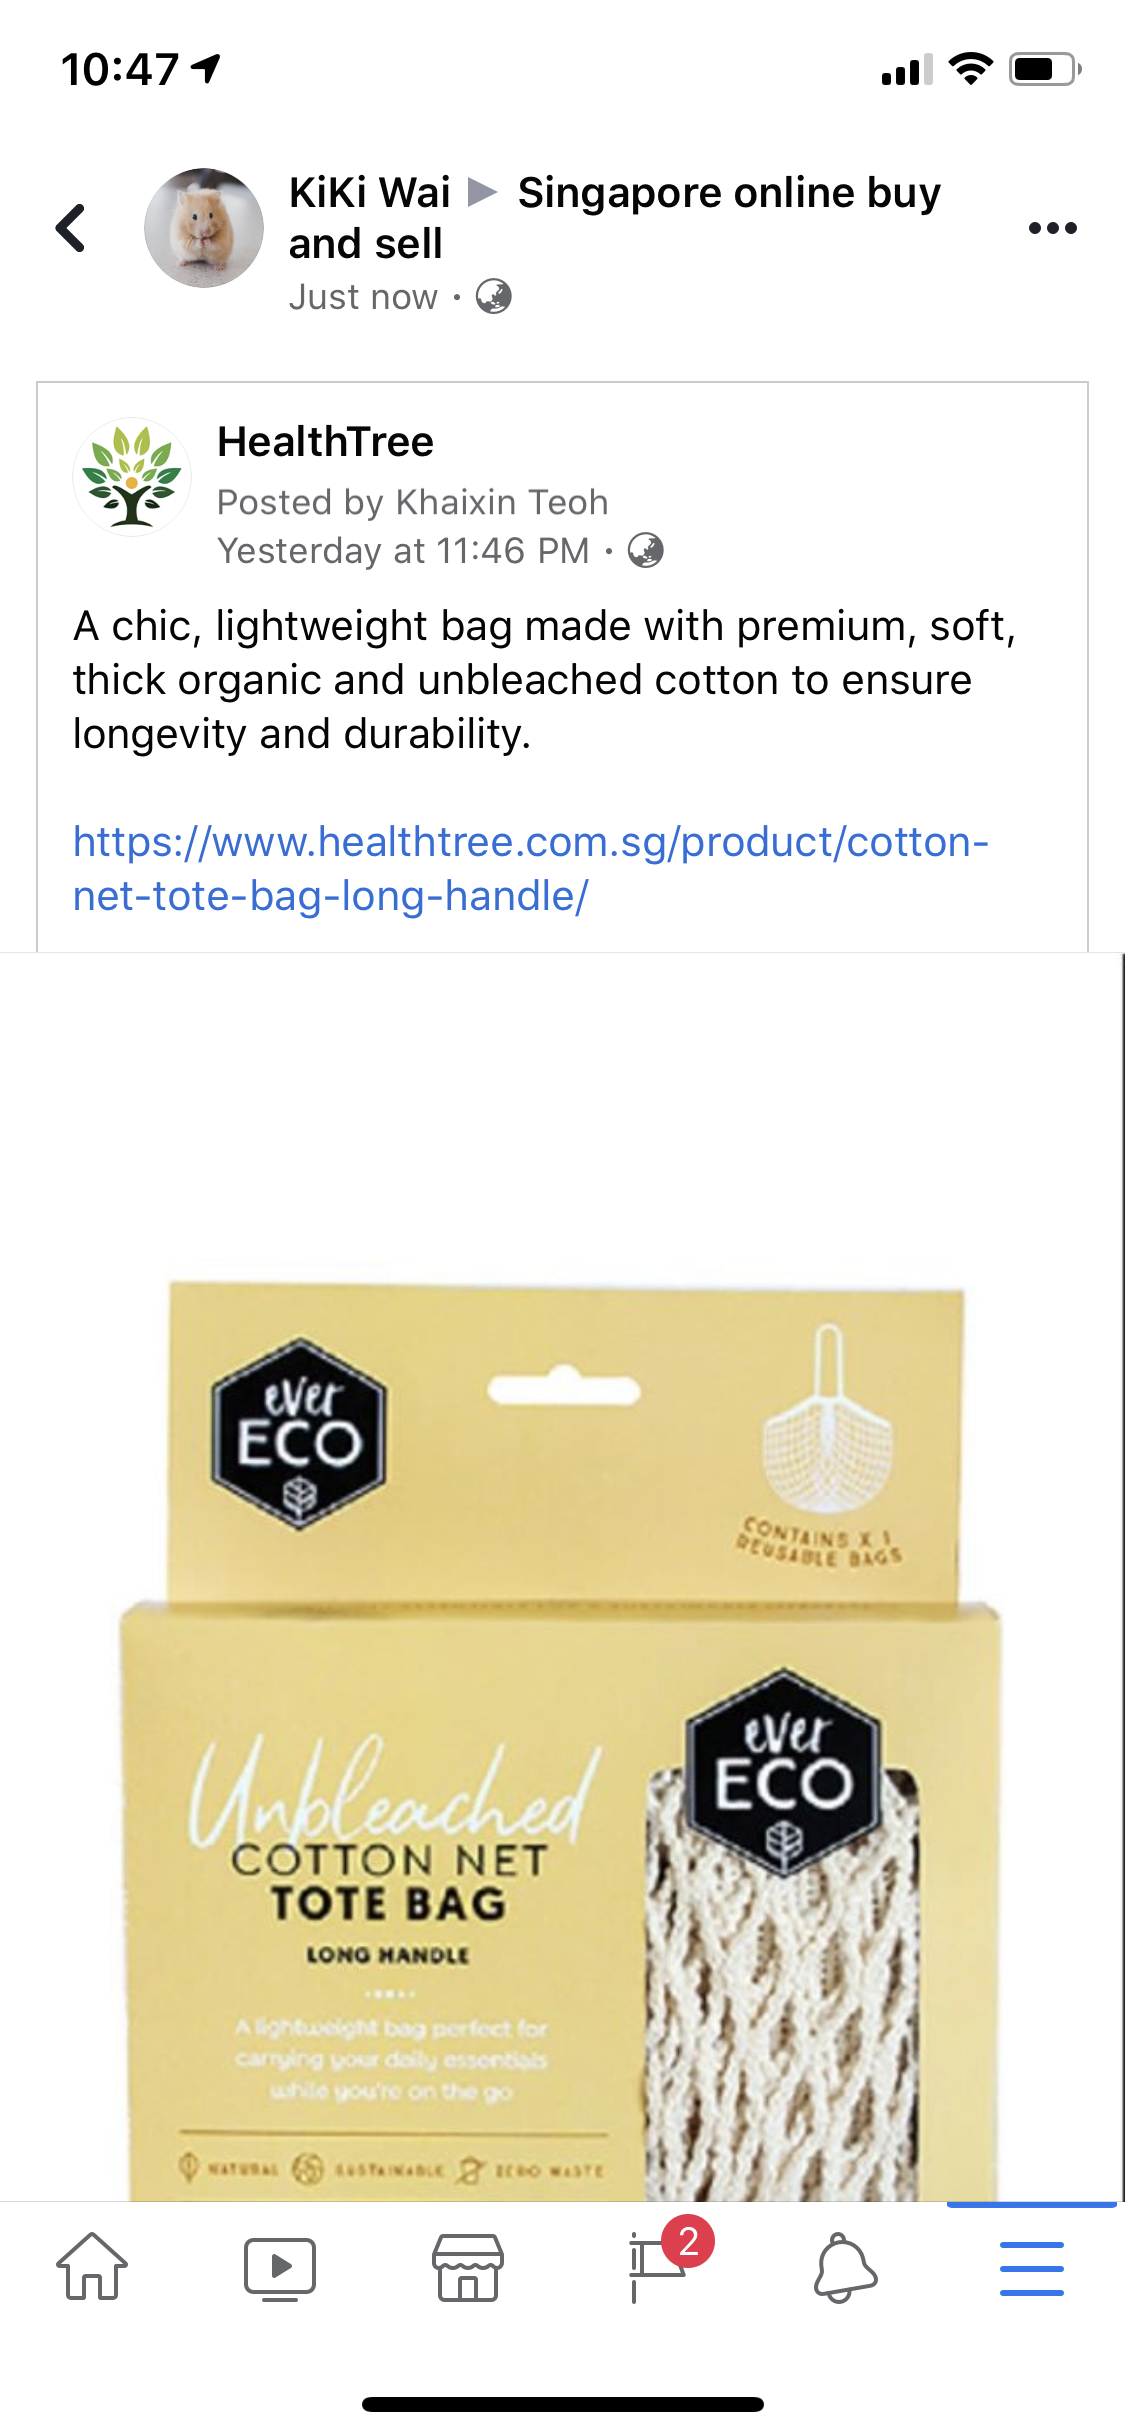 10:47
KiKi Wai ▶ Singapore online buy
and sell
Just now ·
HealthTree
Posted by Khaixin Teoh
Yesterday at 11:46 PM ·
A chic, lightweight bag made with premium, soft,
thick organic and unbleached cotton to ensure
longevity and durability.
https://www.healthtree.com.sg/product/cotton-
net-tote-bag-long-handle/
ever
ECO
CONTAINS X 1
REUSABLE BAGS
ever
ECO
Unbleached
COTTON NET
TOTE BAG
LONG HANDLE
A lightweight bag perfect for
carrying your daily essentials
while you're on the go
NATURAL SUSTAINABLE ZERO WASTE
2